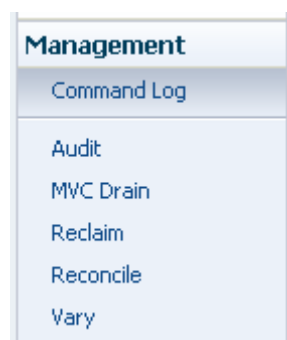 Management
Command Log
Audit
MVC Drain
Reclaim
Reconcile
Vary